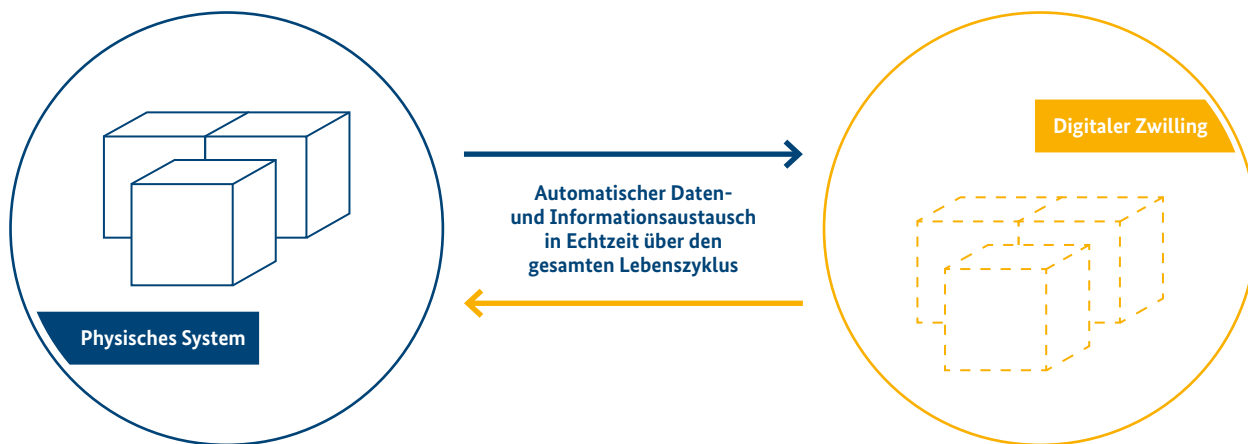 Digitaler Zwilling
Automatischer Daten-
und Informationsaustausch
in Echtzeit über den
gesamten Lebenszyklus
Physisches System